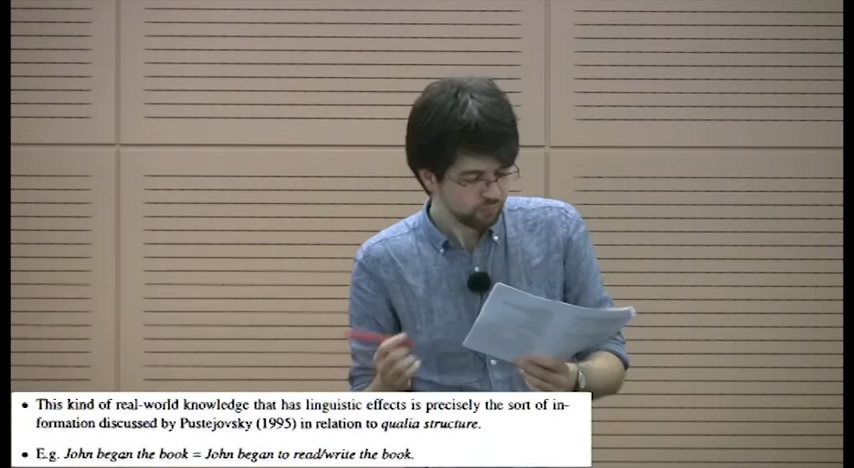 • This kind of real-world knowledge that has linguistic effects is precisely the sort of in-
formation discussed by Pustejovsky (1995) in relation to qualia structure.
• E.g. John began the book = John began to read/write the book.